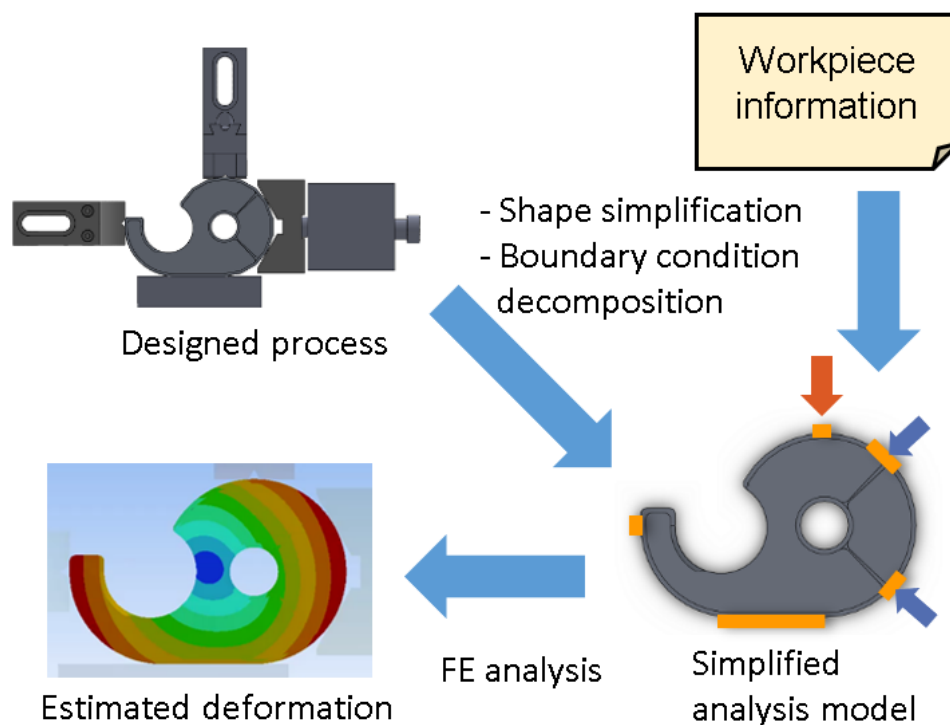 Workpiece
information
- Shape simplification
- Boundary condition
decomposition
Designed process
FE analysis
Simplified
analysis model
Estimated deformation